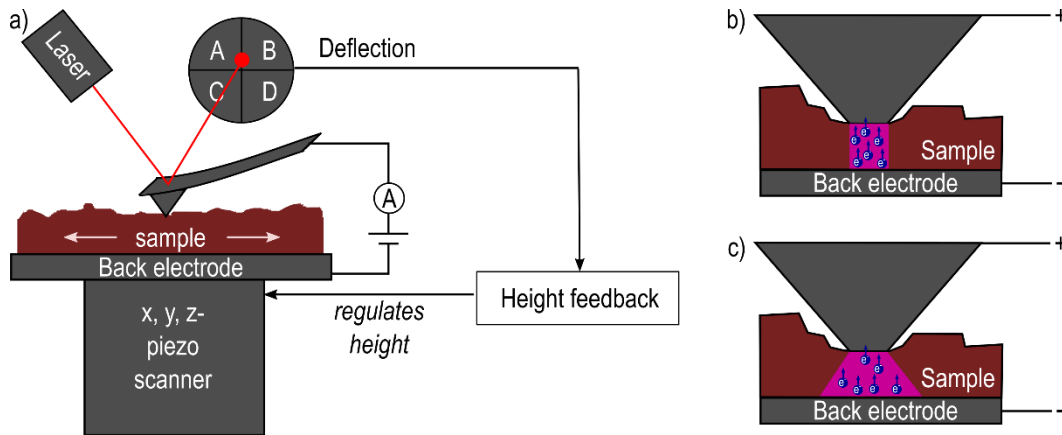 a)
Laser
A B
C D
Deflection
A
sample
Back electrode
x, y, z-
piezo
scanner
regulates
height
Height feedback
b)
+
e e
e e
e e e
Sample
Back electrode
-
c)
+
e
e e
e e e
Sample
Back electrode
-